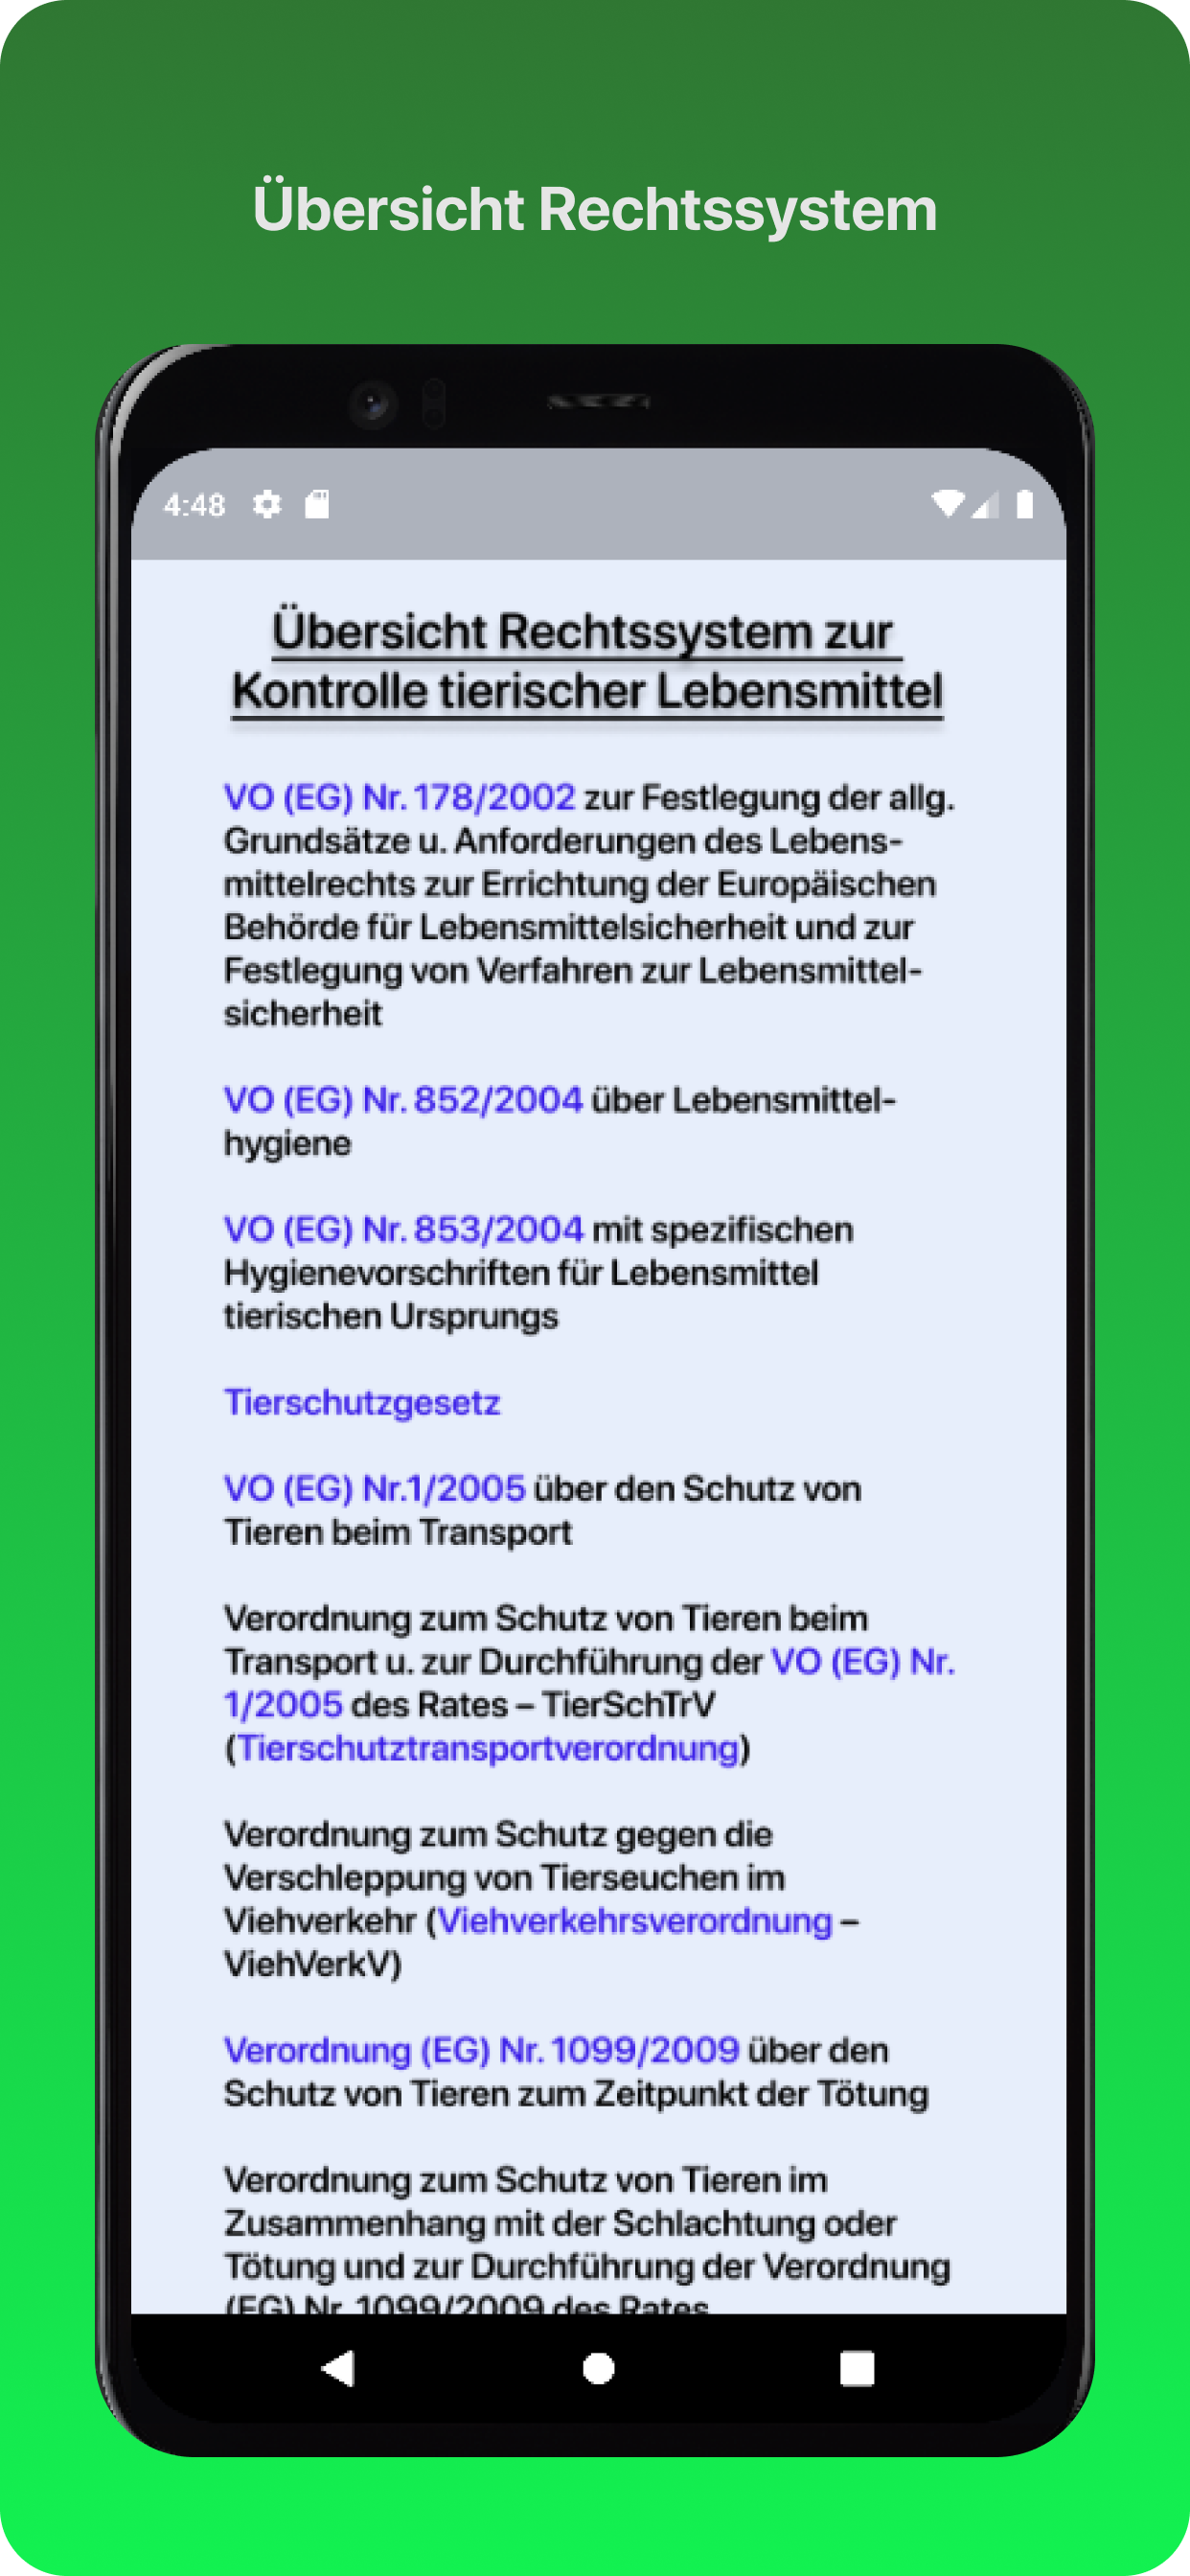 Übersicht Rechtssystem
4:48
Übersicht Rechtssystem zur
Kontrolle tierischer Lebensmittel
VO (EG) Nr. 178/2002 zur Festlegung der allg.
Grundsätze u. Anforderungen des Lebens-
mittelrechts zur Errichtung der Europäischen
Behörde für Lebensmittelsicherheit und zur
Festlegung von Verfahren zur Lebensmittel-
sicherheit
VO (EG) Nr. 852/2004 über Lebensmittel-
hygiene
VO (EG) Nr. 853/2004 mit spezifischen
Hygienevorschriften für Lebensmittel
tierischen Ursprungs
Tierschutzgesetz
VO (EG) Nr.1/2005 über den Schutz von
Tieren beim Transport
Verordnung zum Schutz von Tieren beim
Transport u. zur Durchführung der VO (EG) Nr.
1/2005 des Rates – TierSchTrV
(Tierschutztransportverordnung)
Verordnung zum Schutz gegen die
Verschleppung von Tierseuchen im
Viehverkehr (Viehverkehrsverordnung –
ViehVerkV)
Verordnung (EG) Nr. 1099/2009 über den
Schutz von Tieren zum Zeitpunkt der Tötung
Verordnung zum Schutz von Tieren im
Zusammenhang mit der Schlachtung oder
Tötung und zur Durchführung der Verordnung
(EG) Nr. 1099/2009 des Rates